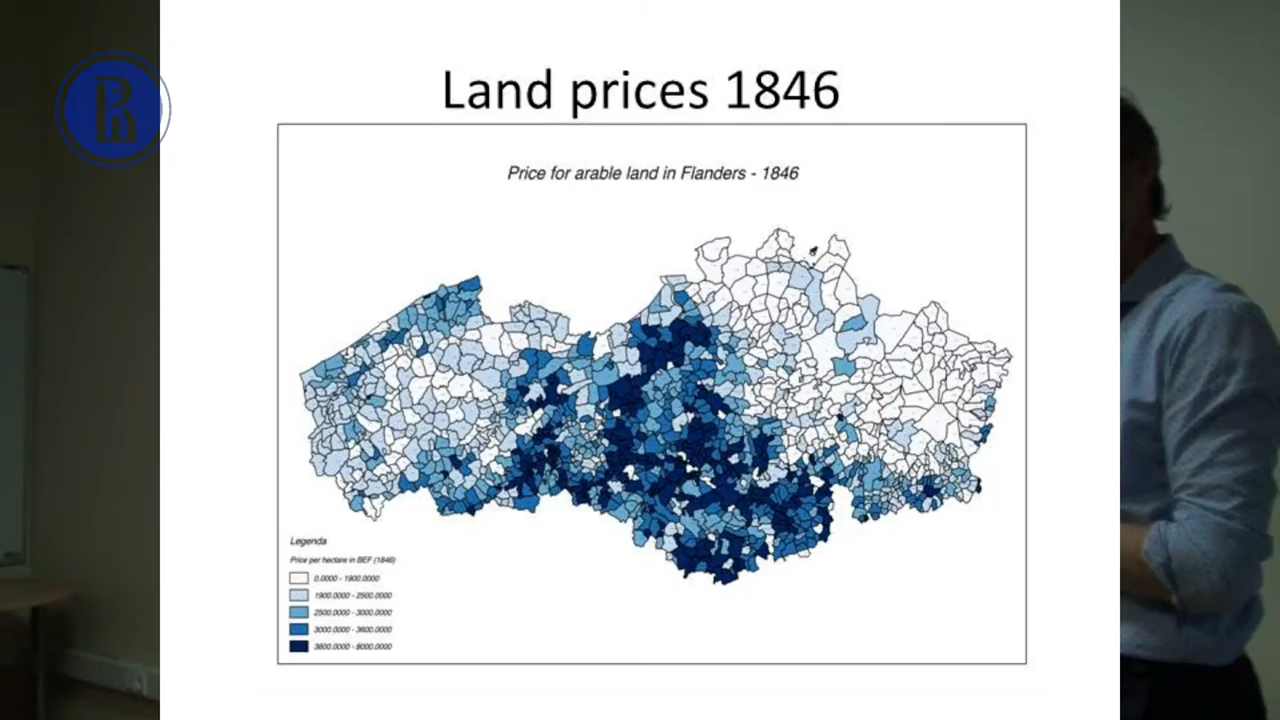 Land prices 1846
Price for arable land in Flanders - 1846
Legenda
Price per hectare in BEF (1846)
0.0000 - 1900.0000
1900.0000 - 2500.0000
2500.0000 - 3000.0000
3000.0000 - 3600.0000
3600.0000 - 8000.0000